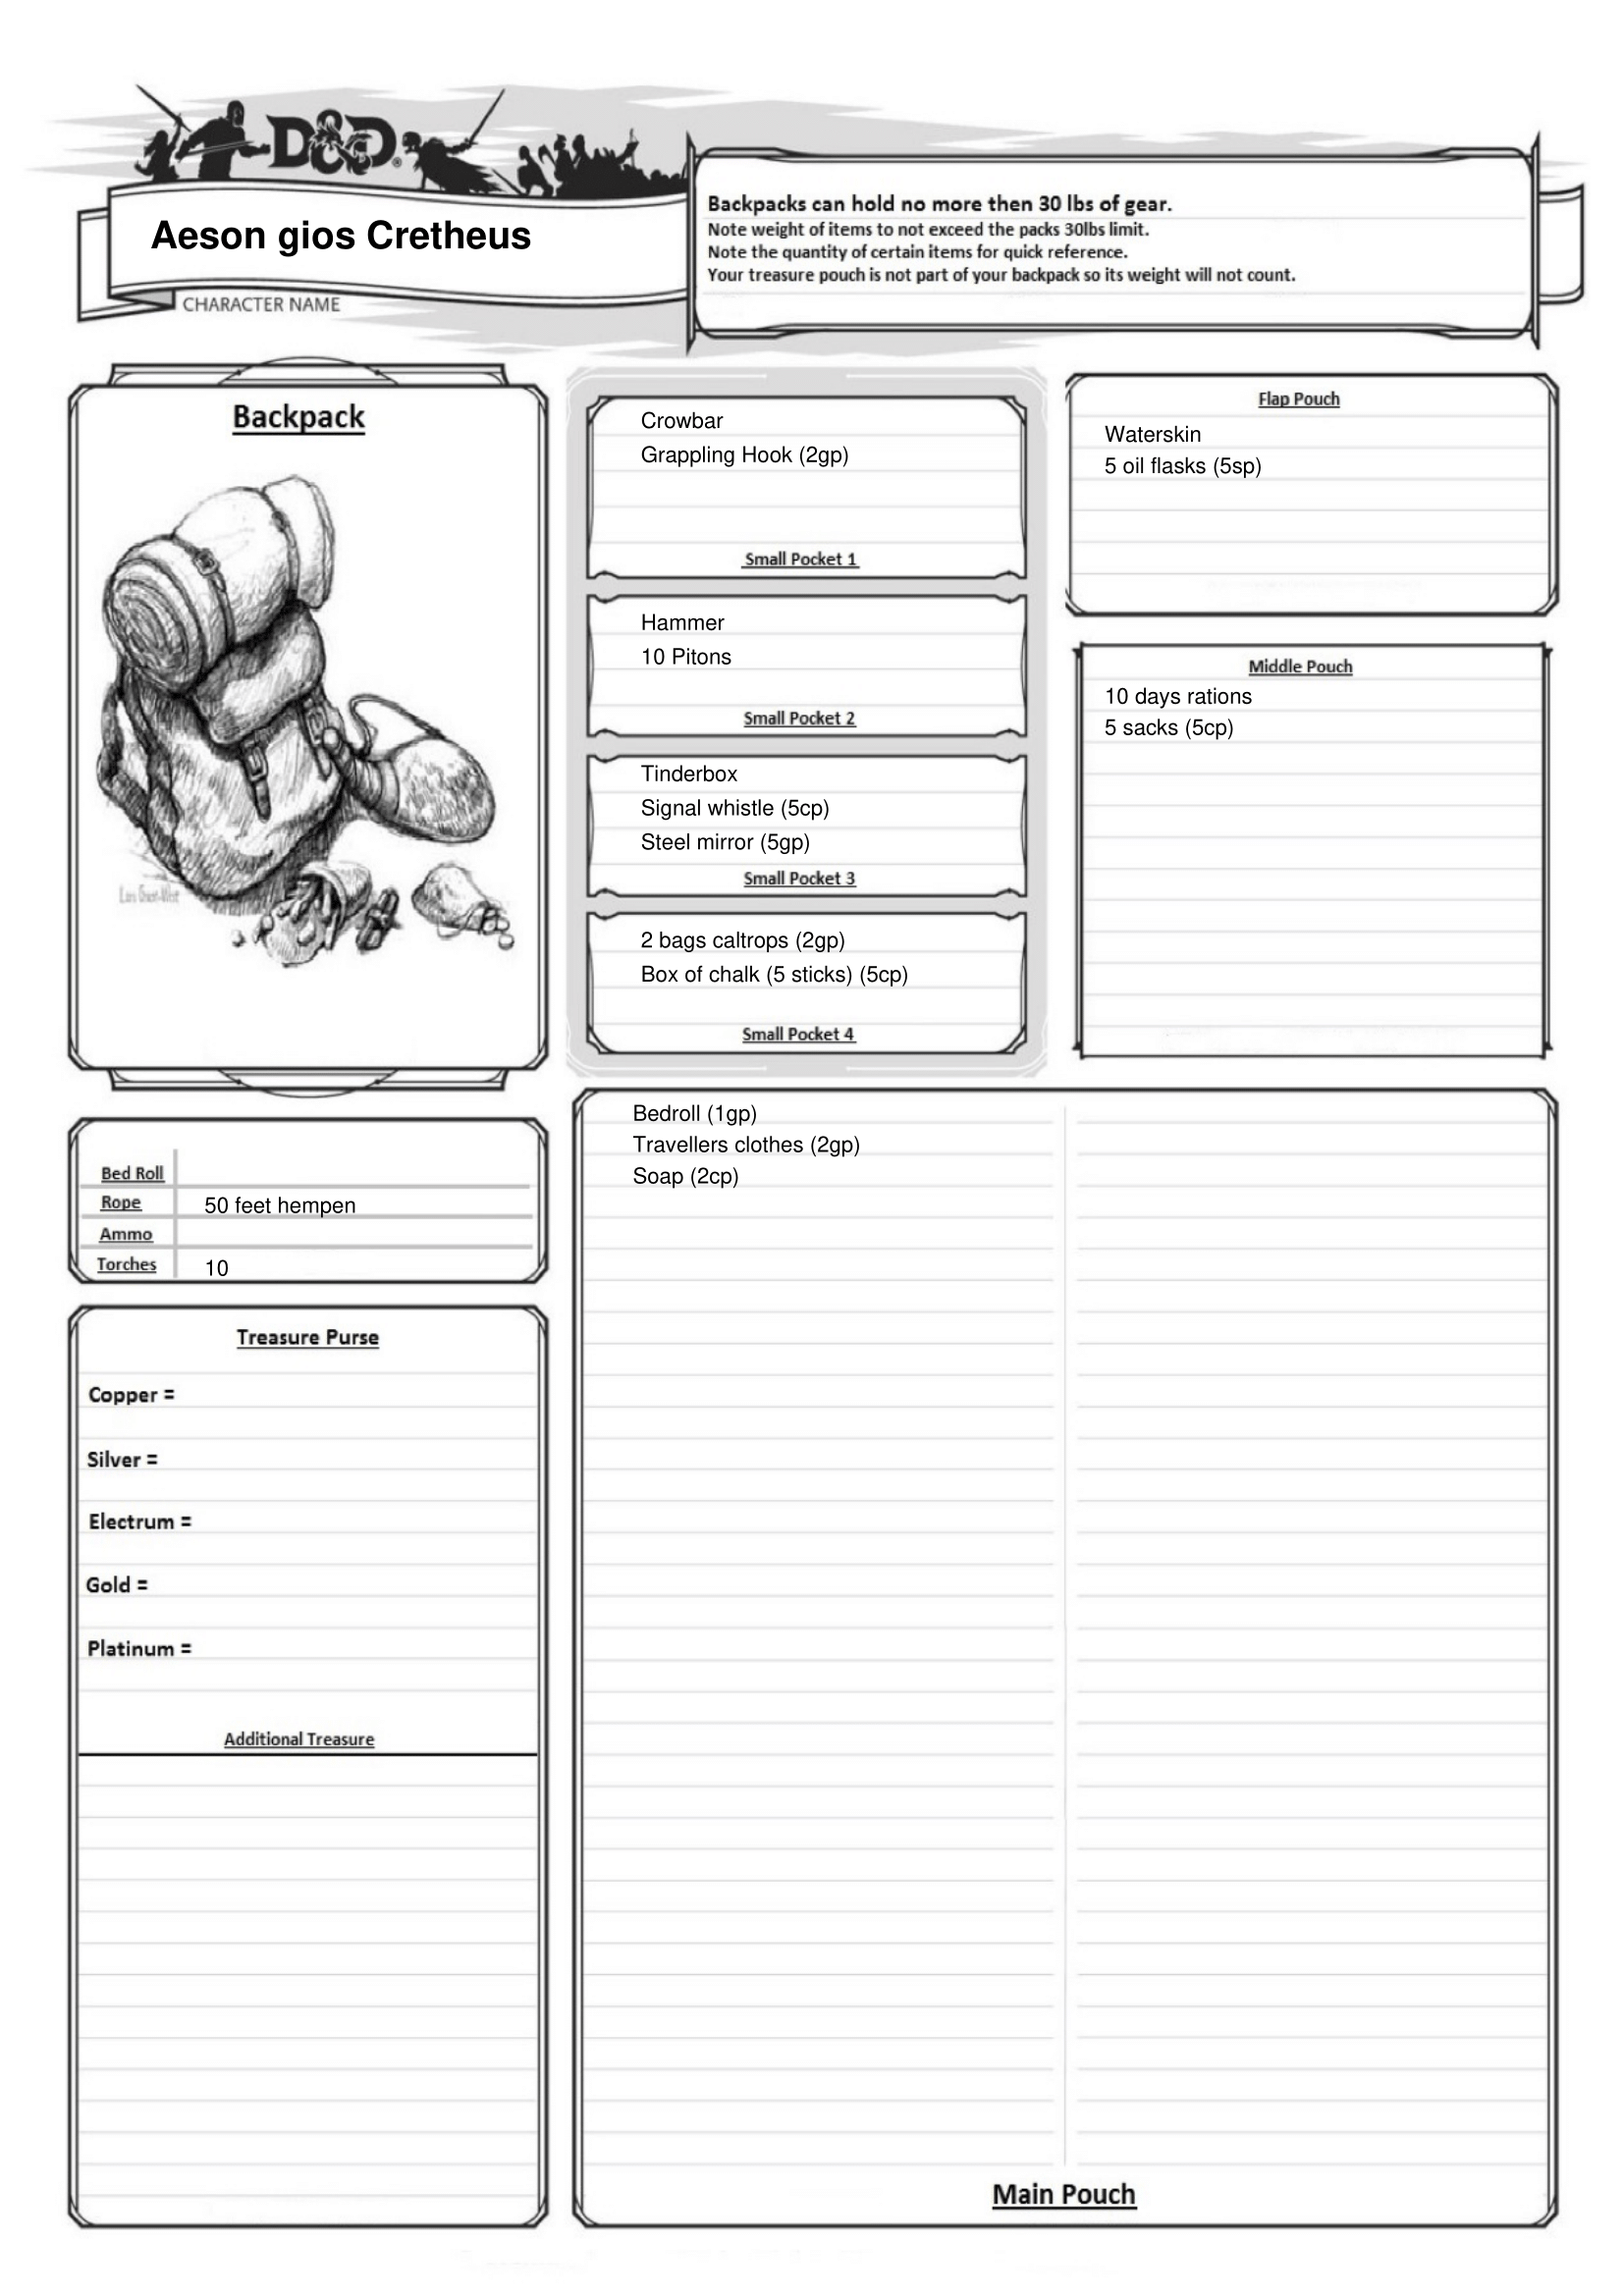 D&D®
Aeson gios Cretheus
CHARACTER NAME
Backpacks can hold no more then 30 lbs of gear.
Note weight of items to not exceed the packs 30lbs limit.
Note the quantity of certain items for quick reference.
Your treasure pouch is not part of your backpack so its weight will not count.
Backpack
Crowbar
Grappling Hook (2gp)
Small Pocket 1
Hammer
10 Pitons
Small Pocket 2
Tinderbox
Signal whistle (5cp)
Steel mirror (5gp)
Small Pocket 3
2 bags caltrops (2gp)
Box of chalk (5 sticks) (5cp)
Small Pocket 4
Flap Pouch
Waterskin
5 oil flasks (5sp)
Middle Pouch
10 days rations
5 sacks (5cp)
Bed Roll
Rope 50 feet hempen
Ammo
Torches 10
Treasure Purse
Copper =
Silver =
Electrum =
Gold =
Platinum =
Additional Treasure
Bedroll (1gp)
Travellers clothes (2gp)
Soap (2cp)
Main Pouch